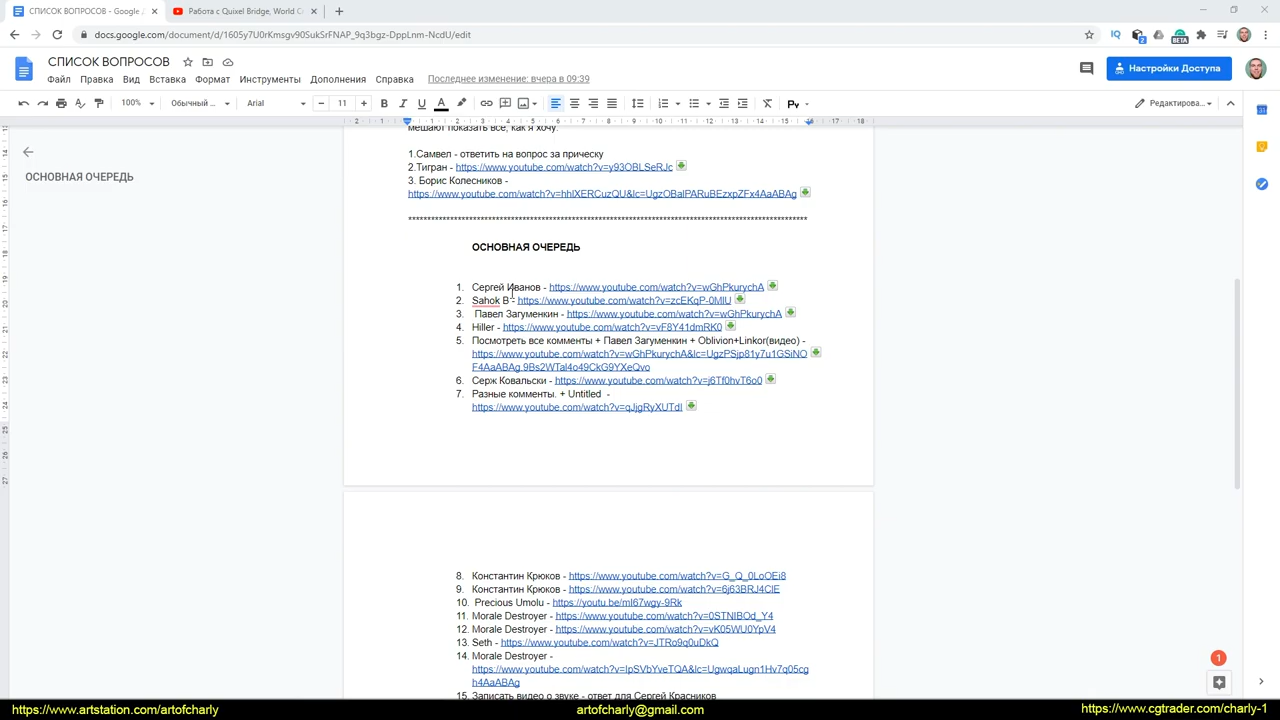 СПИСОК ВОПРОСОВ - Google Д
Работа с Quixel Bridge, World C
docs.google.com/document/d/1605y7U0rKmsgv90SukSrFNAP_9q3bgz-DppLnm-NcdU/edit
СПИСОК ВОПРОСОВ
Файл Правка Вид Вставка Формат Инструменты Дополнения Справка Последнее изменение: вчера в 09:39
Настройки Доступа
100% Обычный ... Arial 11 Редактирова...
ОСНОВНАЯ ОЧЕРЕДЬ
мешают показать все, как я хочу.
1.Самвел - ответить на вопрос за прическу
2.Тигран - https://www.youtube.com/watch?v=y93OBLSeRJc
3. Борис Колесников -
https://www.youtube.com/watch?v=hhlXERCuzQU&lc=UgzOBalPARuBEzxpZFx4AaABAg
ОСНОВНАЯ ОЧЕРЕДЬ
1. Сергей Иванов - https://www.youtube.com/watch?v=wGhPkurychA
2. Sahok B - https://www.youtube.com/watch?v=zcEKqP-0MlU
3. Павел Загуменкин - https://www.youtube.com/watch?v=wGhPkurychA
4. Hiller - https://www.youtube.com/watch?v=vF8Y41dmRK0
5. Посмотреть все комменты + Павел Загуменкин + Oblivion+Linkor(видео) -
https://www.youtube.com/watch?v=wGhPkurychA&lc=UgzPSjp81y7u1GSiNO
F4AaABAg.9Bs2WTal4o49CkG9YXeQvo
6. Серж Ковальски - https://www.youtube.com/watch?v=j6Tf0hvT6o0
7. Разные комменты. + Untitled -
https://www.youtube.com/watch?v=qJjgRyXUTdI
8. Константин Крюков - https://www.youtube.com/watch?v=G_Q_0LoOEi8
9. Константин Крюков - https://www.youtube.com/watch?v=6j63BRJ4ClE
10. Precious Umolu - https://youtu.be/mI67wgy-9Rk
11. Morale Destroyer - https://www.youtube.com/watch?v=0STNIBOd_Y4
12. Morale Destroyer - https://www.youtube.com/watch?v=vK05WU0YpV4
13. Seth - https://www.youtube.com/watch?v=JTRo9q0uDkQ
14. Morale Destroyer -
https://www.youtube.com/watch?v=IpSVbYveTQA&lc=UgwqaLugn1Hv7q05cg
h4AaABAg
15. Записать видео о звуке - ответ для Сергей Красников
1
https://www.artstation.com/artofcharly
artofcharly@gmail.com
https://www.cgtrader.com/charly-1